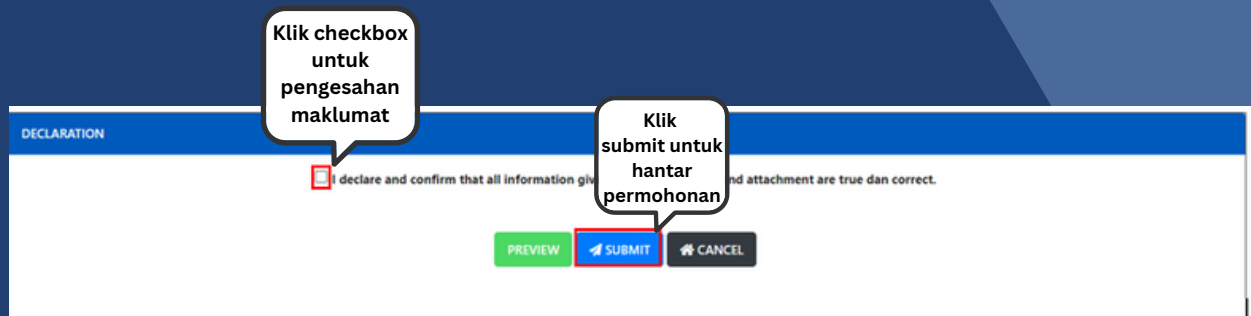 Klik checkbox
untuk
pengesahan
maklumat
Klik
submit untuk
hantar
permohonan
DECLARATION
I declare and confirm that all information giv nd attachment are true dan correct.
PREVIEW
SUBMIT
CANCEL